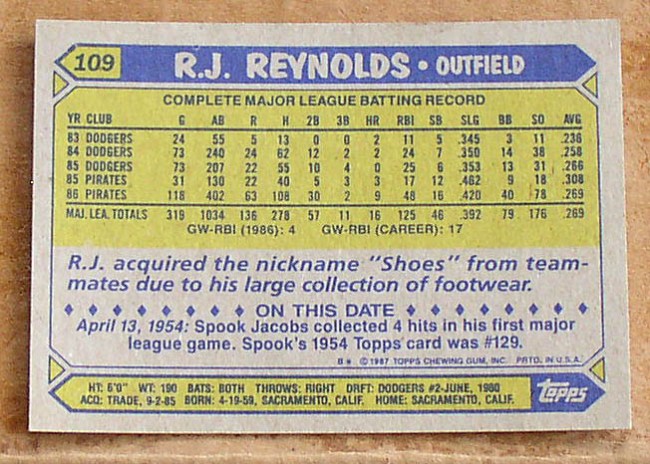 109 R.J. REYNOLDS • OUTFIELD
COMPLETE MAJOR LEAGUE BATTING RECORD
YR CLUB G AB R H 2B 3B HR RBI SB SLG BB SO AVG
83 DODGERS 24 55 5 13 0 0 2 11 5 .345 3 11 .236
84 DODGERS 73 240 24 62 12 2 2 24 7 .350 14 38 .258
85 DODGERS 73 207 22 55 10 4 0 25 6 .353 13 31 .266
85 PIRATES 31 130 22 40 5 3 3 17 12 .462 9 18 .308
86 PIRATES 118 402 63 108 30 2 9 48 16 .420 40 78 .269
MAJ. LEA. TOTALS 319 1034 136 278 57 11 16 125 46 .392 79 176 .269
GW-RBI (1986): 4 GW-RBI (CAREER): 17
R.J. acquired the nickname "Shoes" from team-
mates due to his large collection of footwear.
ON THIS DATE
April 13, 1954: Spook Jacobs collected 4 hits in his first major
league game. Spook's 1954 Topps card was #129.
B* © 1987 TOPPS CHEWING GUM, INC. PRTD. IN U.S.A.
HT: 6'0" WT: 190 BATS: BOTH THROWS: RIGHT DRFT: DODGERS #2-JUNE, 1980
ACQ: TRADE, 9-2-85 BORN: 4-19-59, SACRAMENTO, CALIF. HOME: SACRAMENTO, CALIF.
Topps